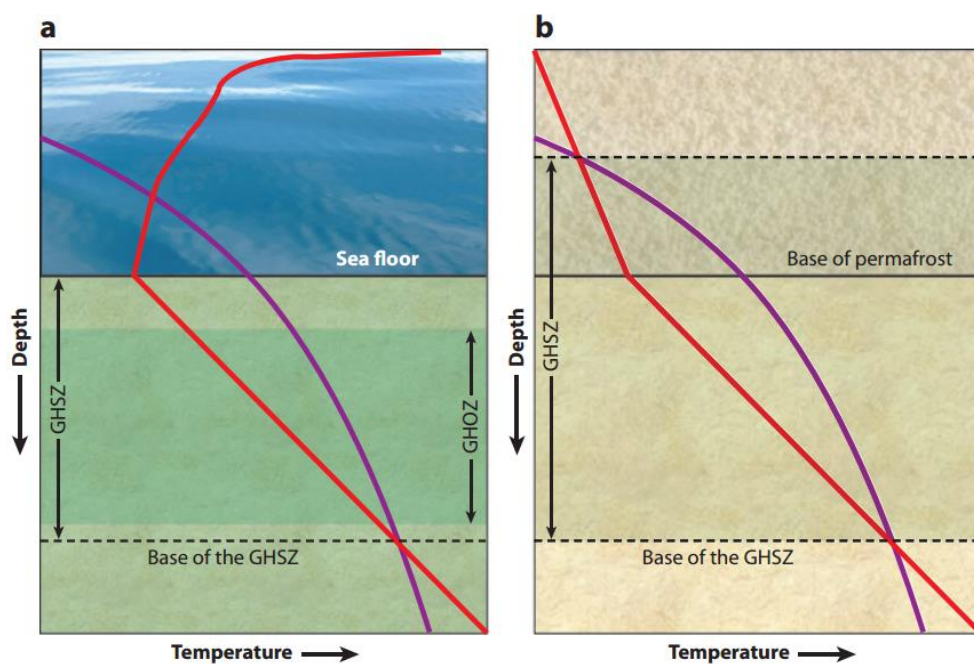 a
Sea floor
Depth
GHSZ
GHOZ
Base of the GHSZ
Temperature
b
Base of permafrost
Depth
GHSZ
Base of the GHSZ
Temperature